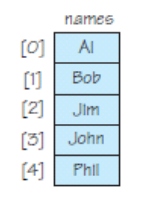 names
[0] Al
[1] Bob
[2] Jim
[3] John
[4] Phil